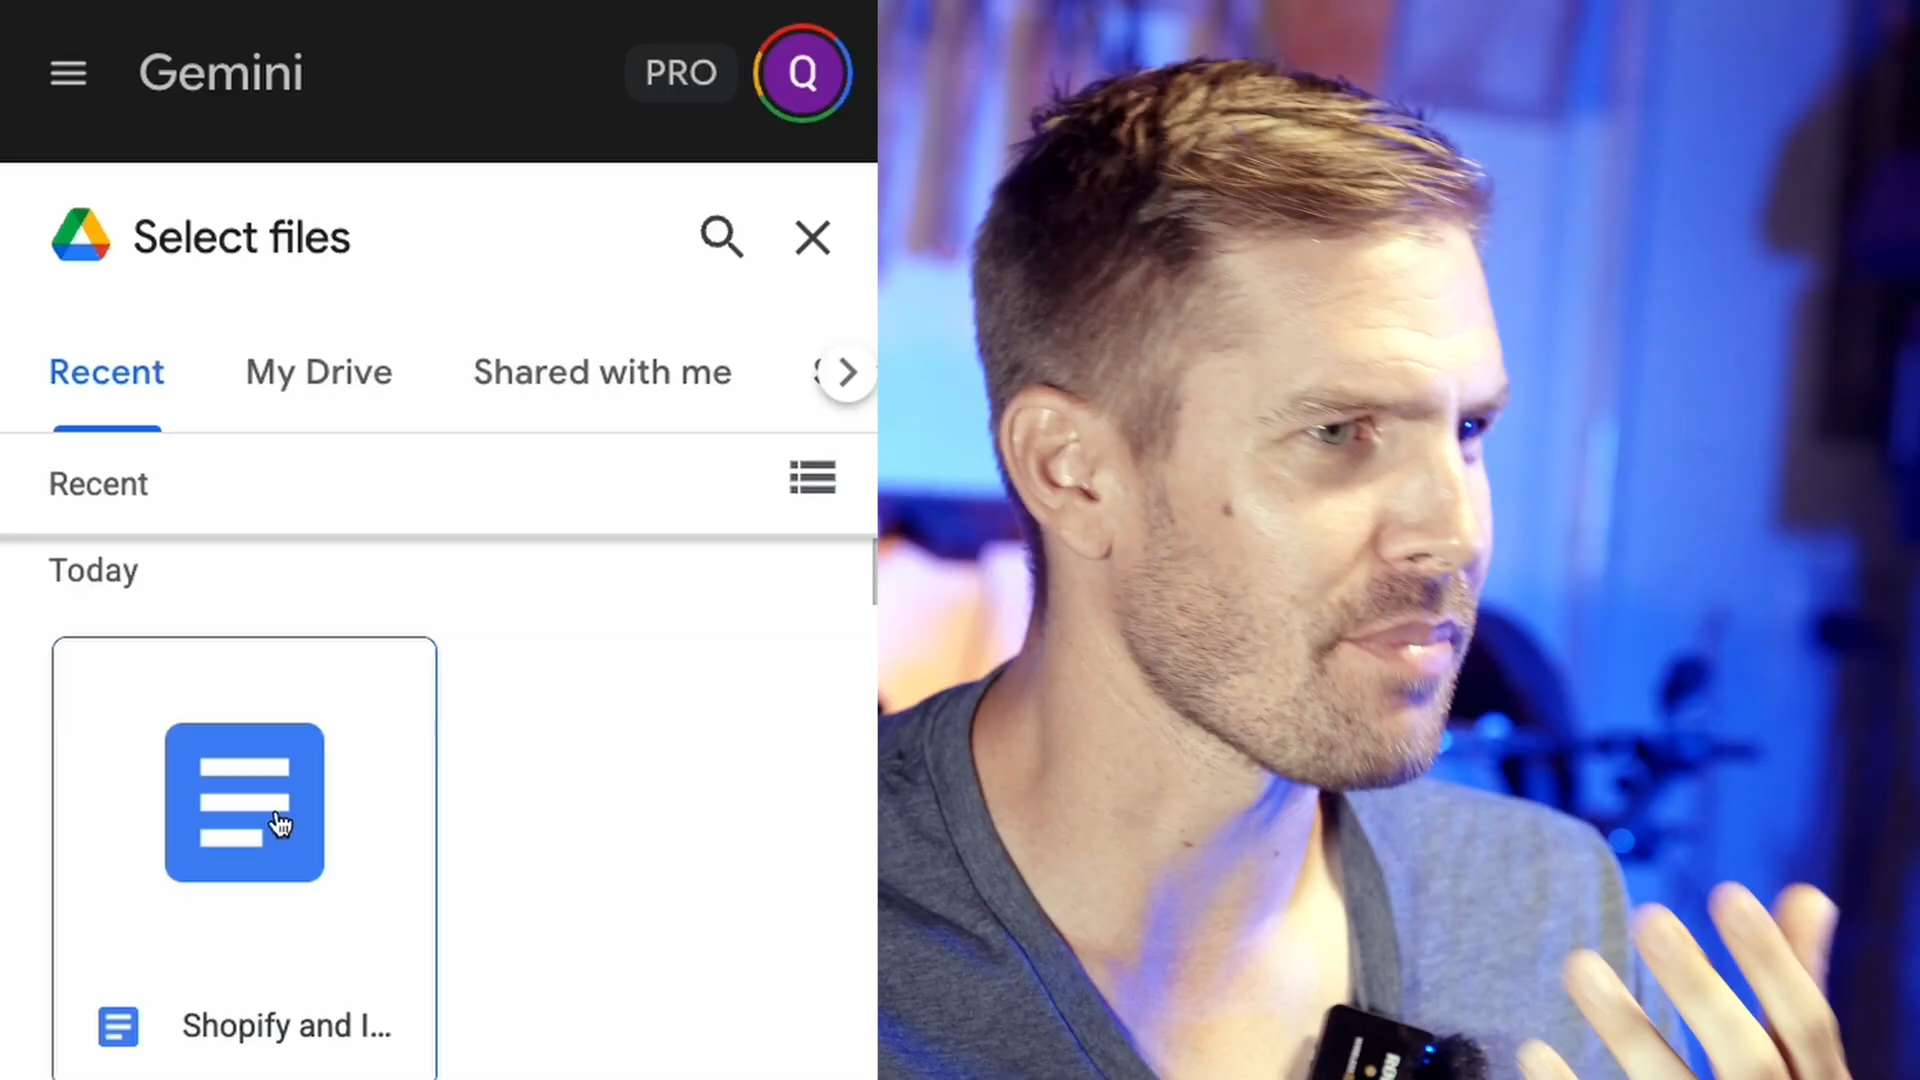 Gemini
PRO
Q
Select files
Recent
My Drive
Shared with me
Recent
Today
Shopify and I...